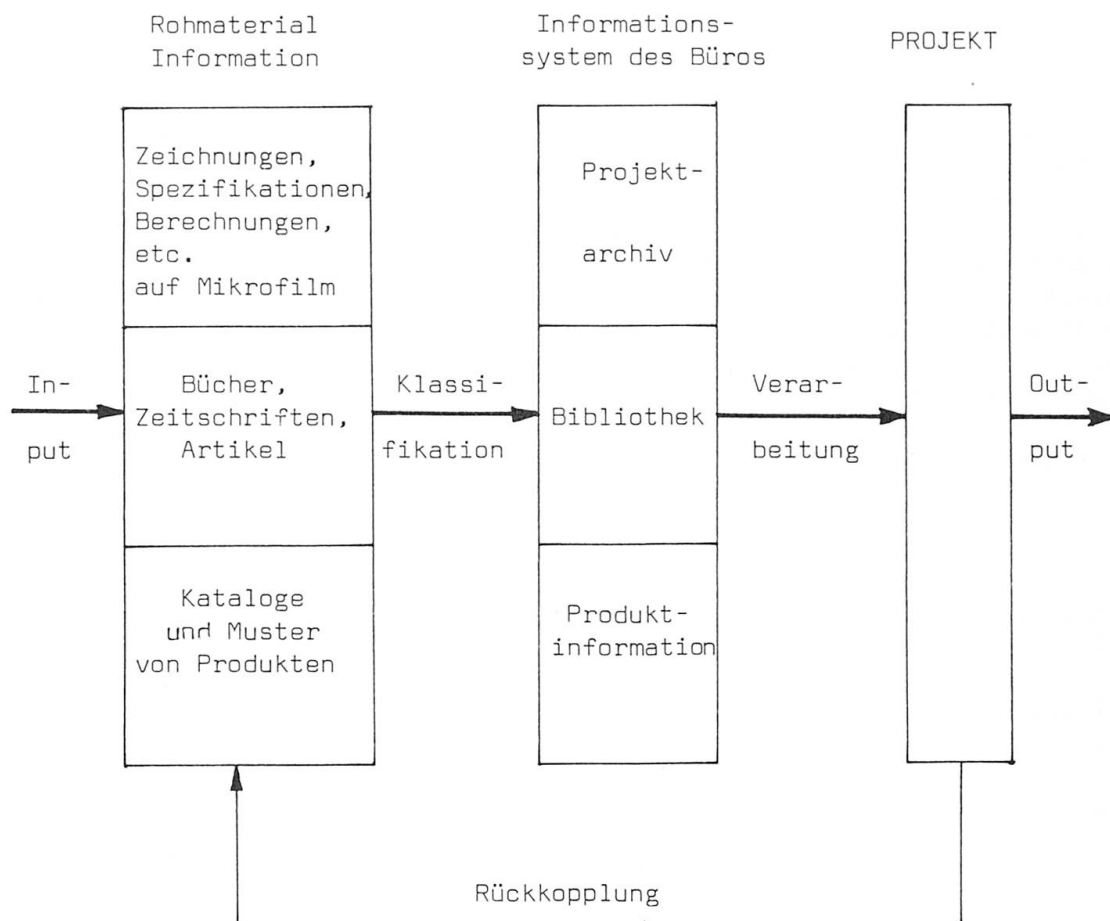 Rohmaterial
Information
Informations-
system des Büros
PROJEKT
Zeichnungen,
Spezifikationen,
Berechnungen,
etc.
auf Mikrofilm
Projekt-
archiv
In-
put
Bücher,
Zeitschriften,
Artikel
Klassi-
fikation
Bibliothek
Verar-
beitung
Out-
put
Kataloge
und Muster
von Produkten
Produkt-
information
Rückkopplung